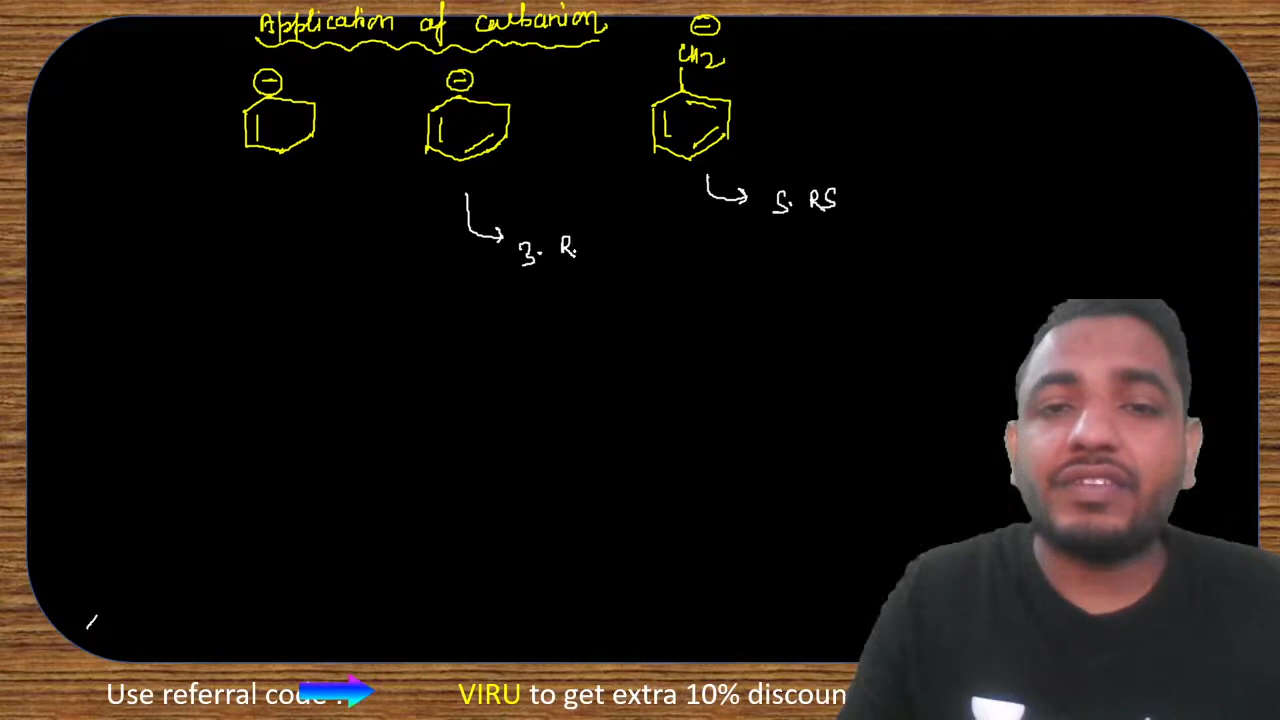 Application of carbanion
⊖
CH2
⊖ ⊖
5. RS
3. R.
Use referral code :
VIRU to get extra 10% discoun